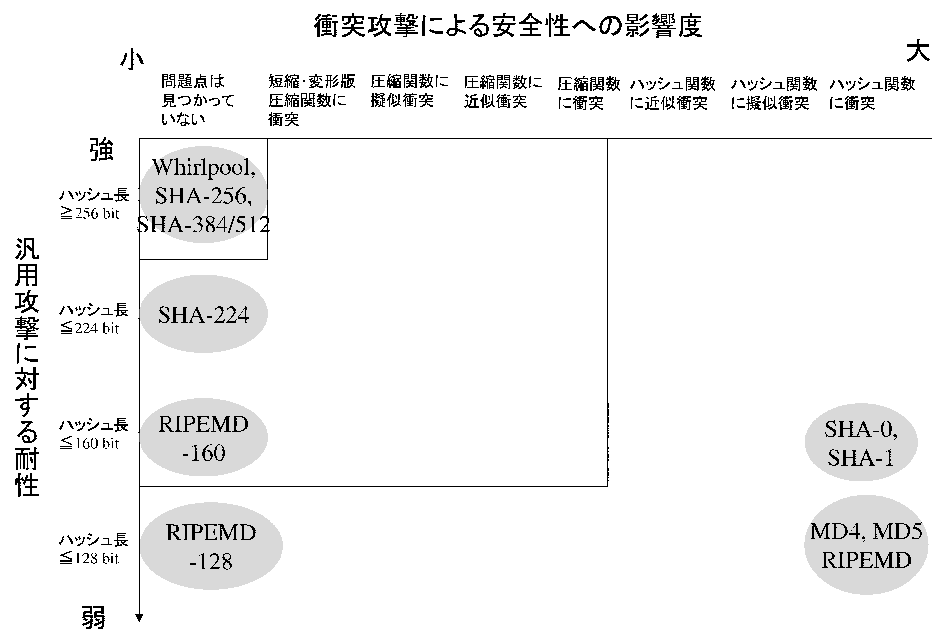 衝突攻撃による安全性への影響度
小
大
問題点は
見つかって
いない
短縮・変形版
圧縮関数に
衝突
圧縮関数に
擬似衝突
圧縮関数に
近似衝突
圧縮関数
に衝突
ハッシュ関数
に近似衝突
ハッシュ関数
に擬似衝突
ハッシュ関数
に衝突
強
汎用攻撃に対する耐性
弱
ハッシュ長
≧256 bit
Whirlpool,
SHA-256,
SHA-384/512
ハッシュ長
≦224 bit
SHA-224
ハッシュ長
≦160 bit
RIPEMD
-160
SHA-0,
SHA-1
ハッシュ長
≦128 bit
RIPEMD
-128
MD4, MD5
RIPEMD